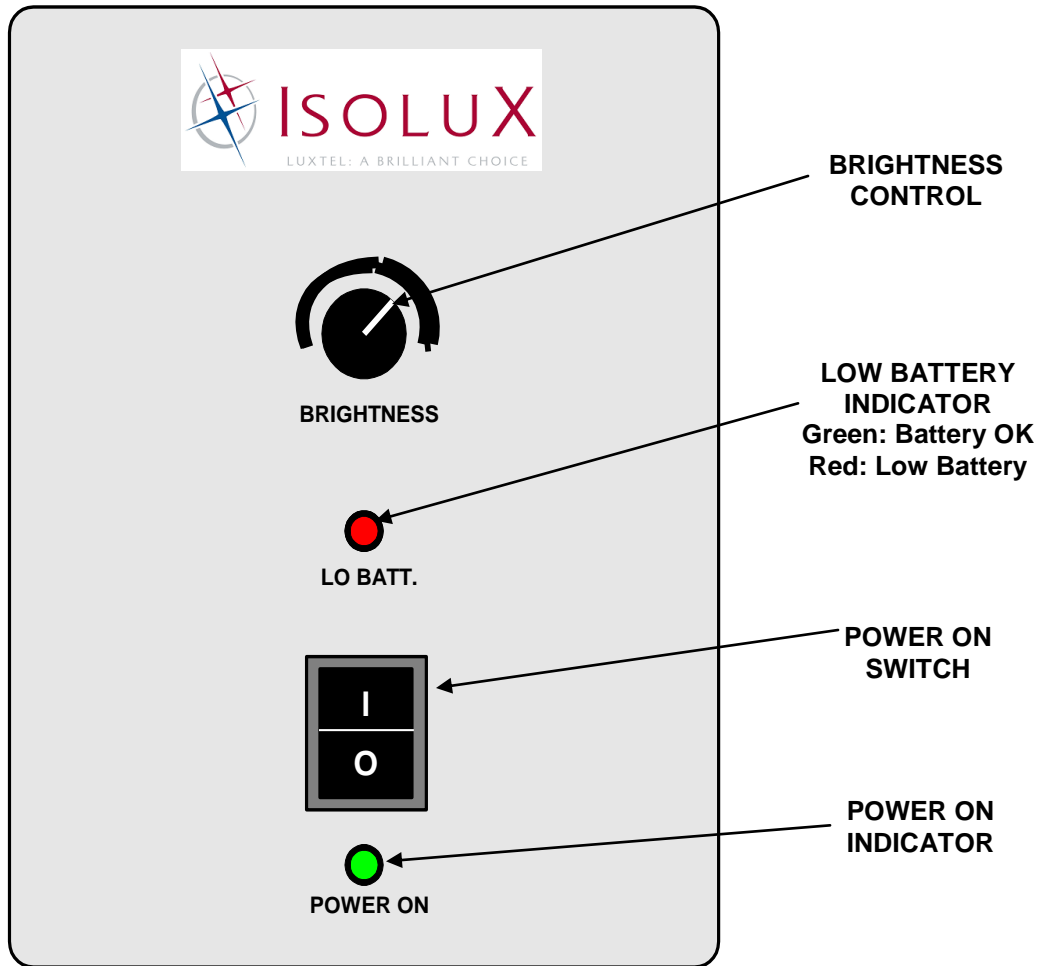 ISOLUX
LUXTEL: A BRILLIANT CHOICE
BRIGHTNESS
CONTROL
BRIGHTNESS
LOW BATTERY
INDICATOR
Green: Battery OK
Red: Low Battery
LO BATT.
POWER ON
SWITCH
I
O
POWER ON
INDICATOR
POWER ON